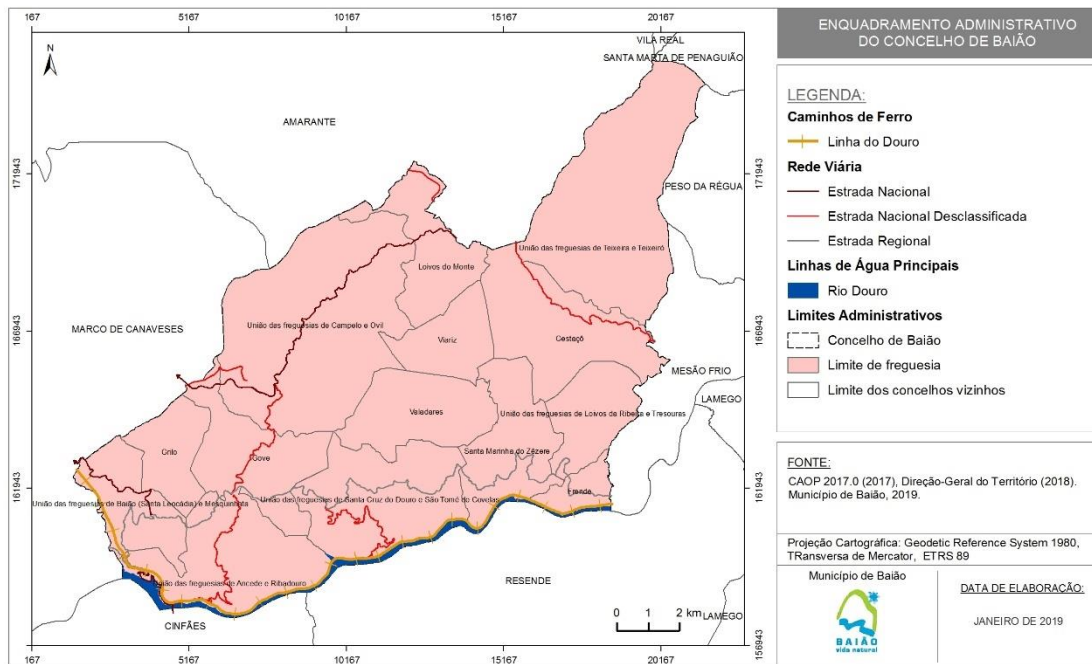 167
5167
10167
15167
20167
ENQUADRAMENTO ADMINISTRATIVO
DO CONCELHO DE BAIÃO
VILA REAL
SANTA MARTA DE PENAGUIÃO
N
AMARANTE
171943
171943
PESO DA RÉGUA
União das freguesias de Teixeira e Teixeiró
Loivos do Monte
MARCO DE CANAVESES
União das freguesias de Campelo e Ovil
Viariz
Gestaçô
166943
166943
MESÃO FRIO
LAMEGO
Valadares
União das freguesias de Loivos da Ribeira e Tresouras
Grilo
Gove
Santa Marinha do Zêzere
161943
161943
Frende
União das freguesias de Baião (Santa Leocádia) e Mesquinhata
União das freguesias de Santa Cruz do Douro e São Tomé de Covelas
União das freguesias de Ancede e Ribadouro
RESENDE
CINFÃES
LAMEGO
0 1 2 km
156943
167
5167
10167
15167
20167
LEGENDA:
Caminhos de Ferro
Linha do Douro
Rede Viária
Estrada Nacional
Estrada Nacional Desclassificada
Estrada Regional
Linhas de Água Principais
Rio Douro
Limites Administrativos
Concelho de Baião
Limite de freguesia
Limite dos concelhos vizinhos
FONTE:
CAOP 2017.0 (2017), Direção-Geral do Território (2018).
Município de Baião, 2019.
Projeção Cartográfica: Geodetic Reference System 1980,
TRansversa de Mercator, ETRS 89
Município de Baião
BAIÃO
vida natural
DATA DE ELABORAÇÃO:
JANEIRO DE 2019